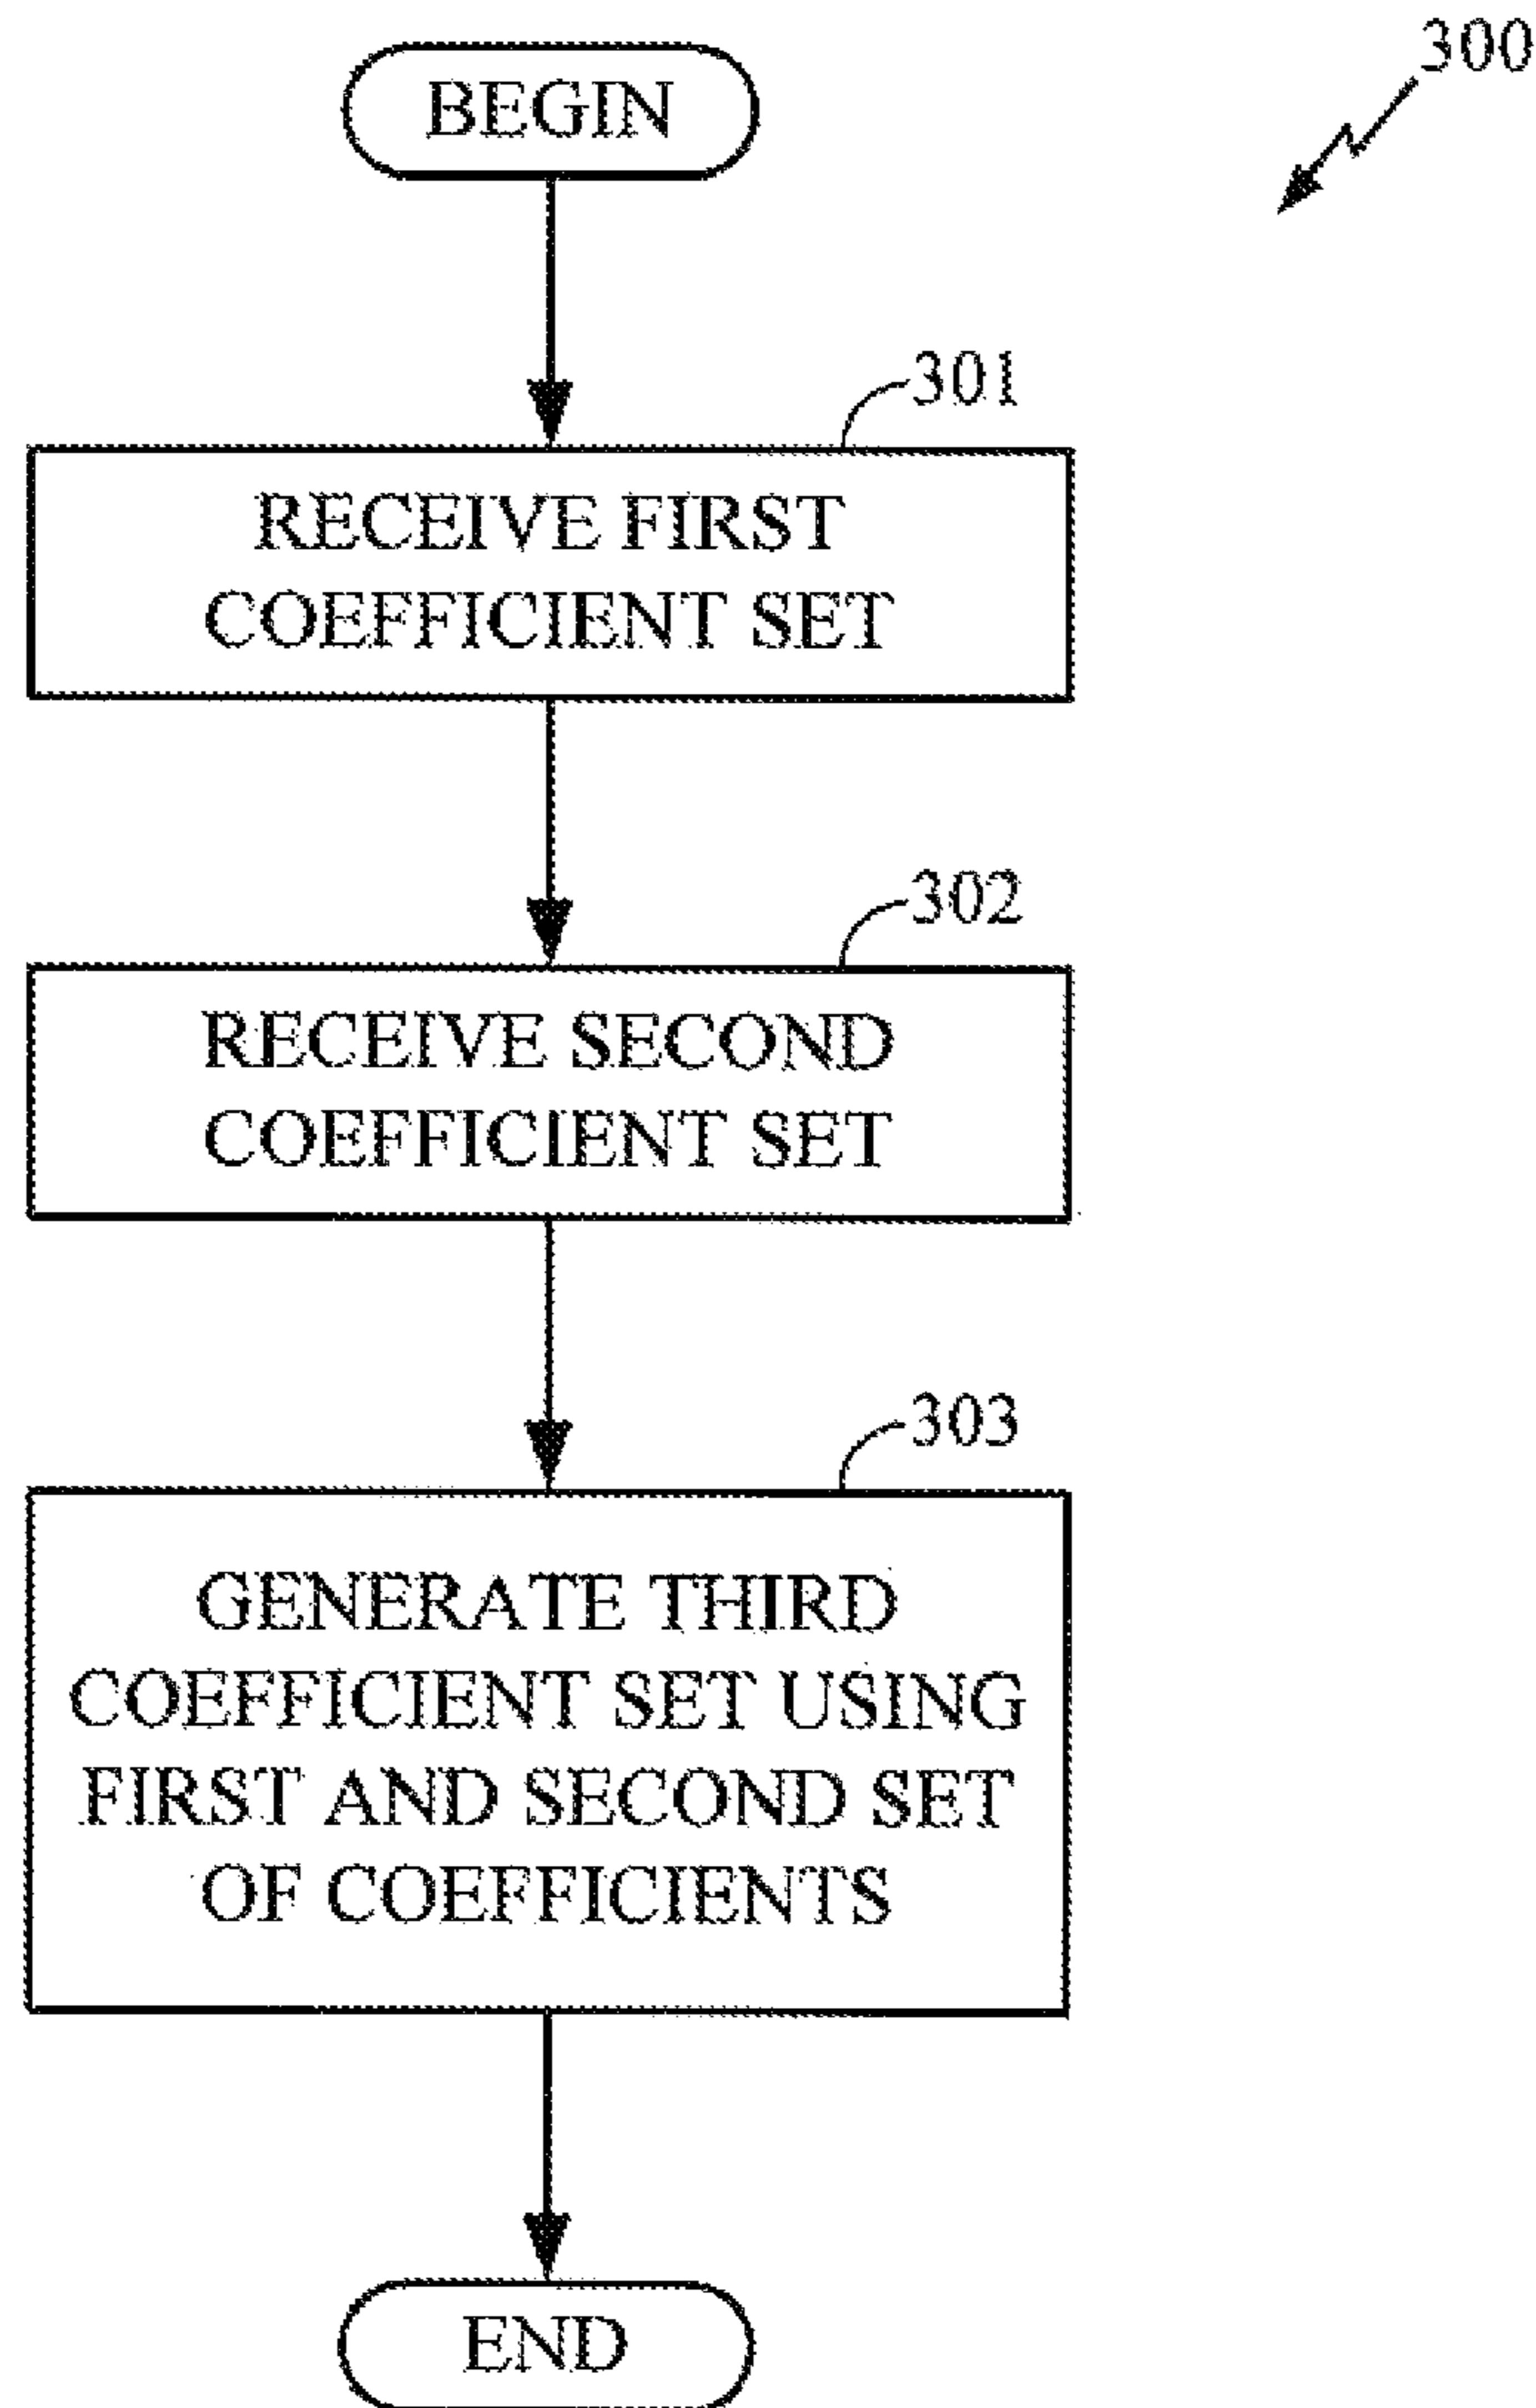 300
BEGIN
301
RECEIVE FIRST
COEFFICIENT SET
302
RECEIVE SECOND
COEFFICIENT SET
303
GENERATE THIRD
COEFFICIENT SET USING
FIRST AND SECOND SET
OF COEFFICIENTS
END